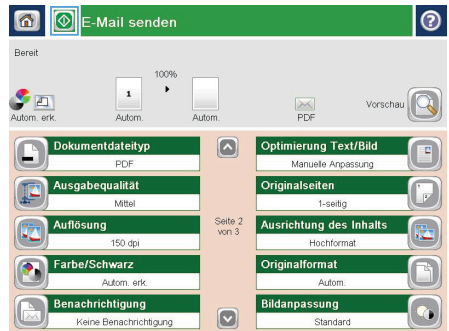 E-Mail senden
Bereit
100%
1
Autom. erk.
Autom.
Autom.
PDF
Vorschau
Dokumentdateityp
PDF
Optimierung Text/Bild
Manuelle Anpassung
Ausgabequalität
Mittel
Originalseiten
1-seitig
Auflösung
150 dpi
Seite 2
von 3
Ausrichtung des Inhalts
Hochformat
Farbe/Schwarz
Autom. erk.
Originalformat
Autom.
Benachrichtigung
Keine Benachrichtigung
Bildanpassung
Standard